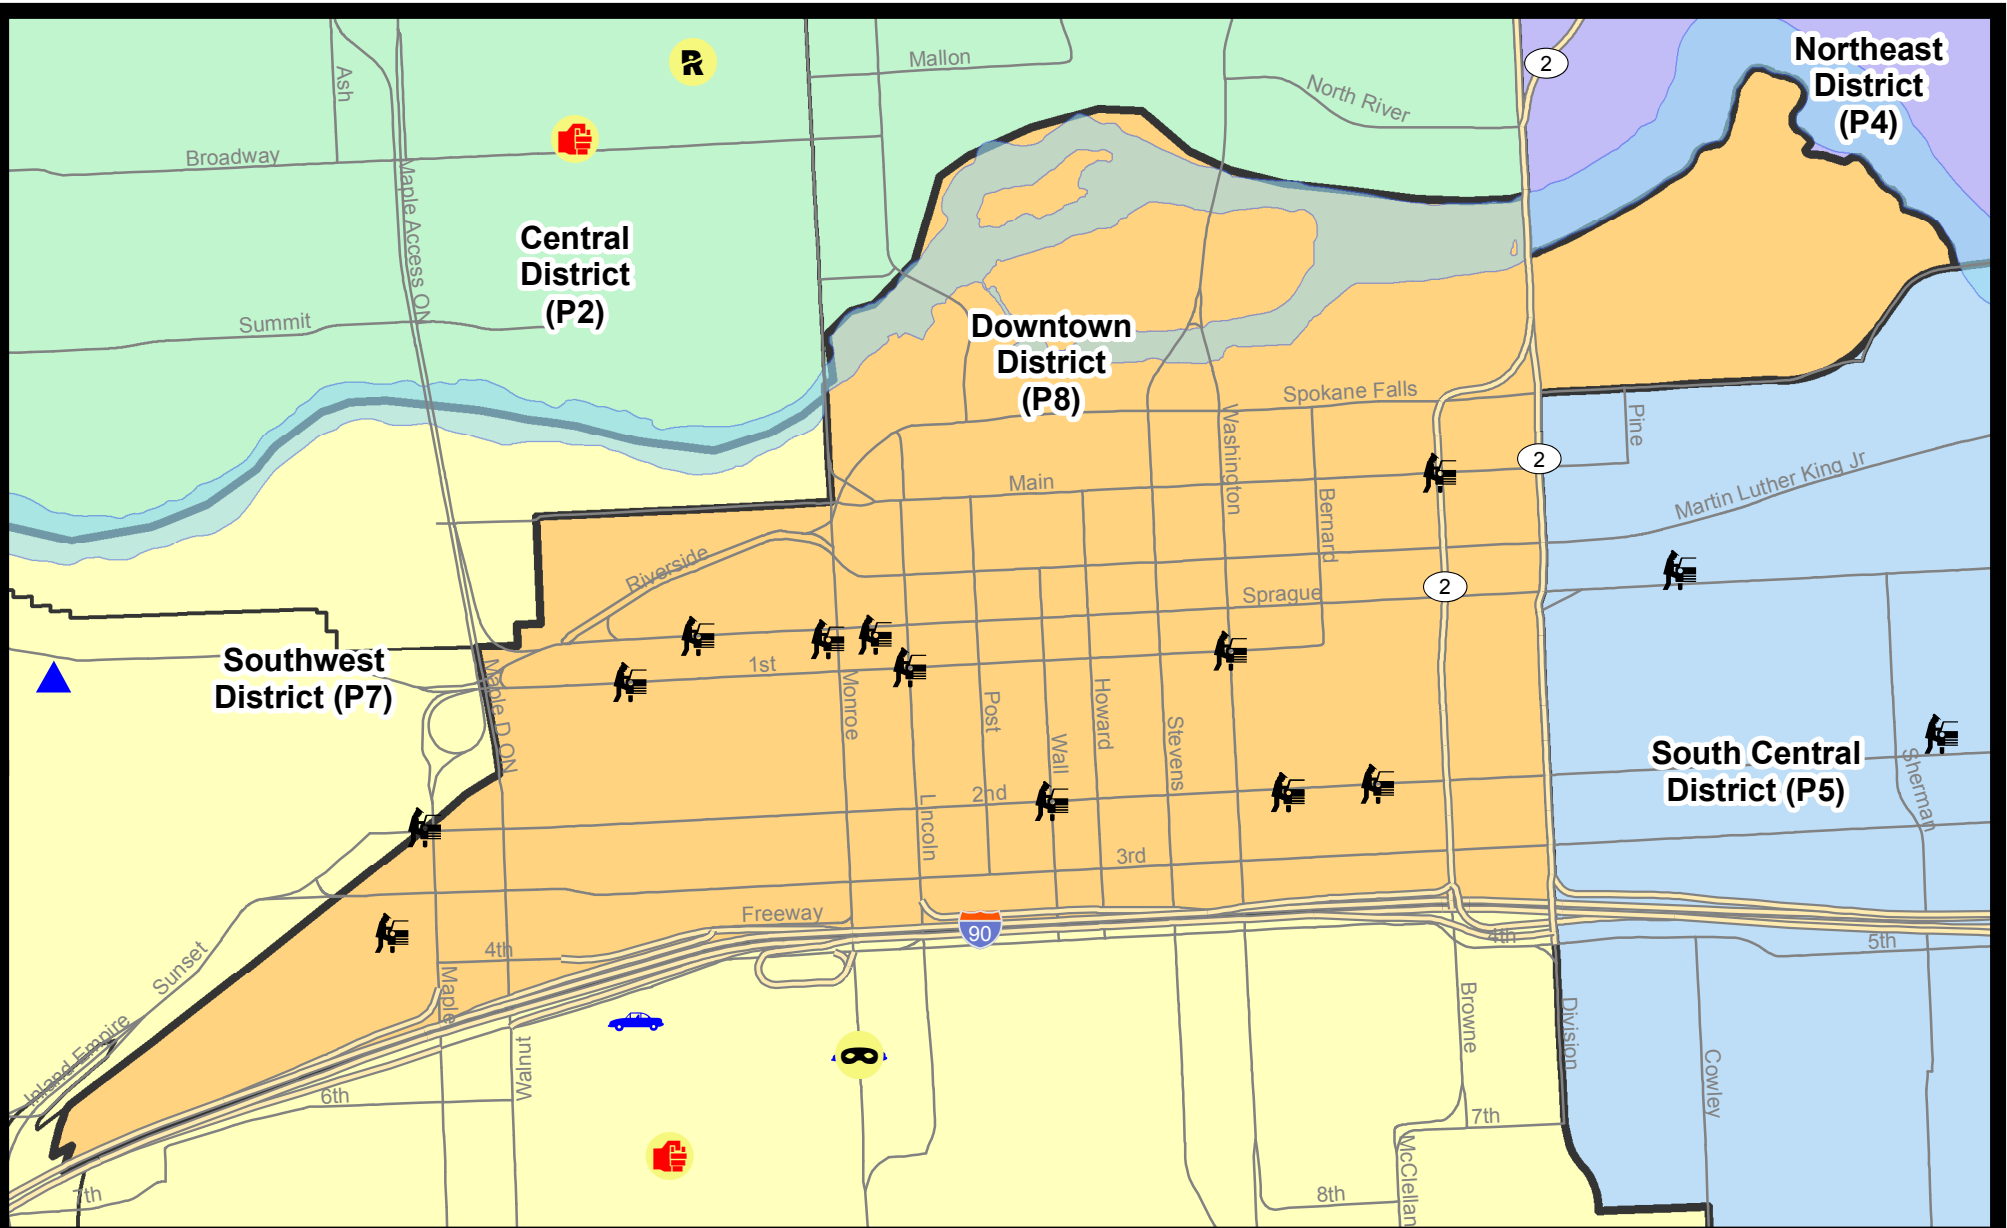 Northeast
District
(P4)
2
Mallon
North River
Ash
R
Broadway
Maple Access ON
Central
District
(P2)
Summit
Downtown
District
(P8)
Spokane Falls
Washington
Pine
Main
2
Martin Luther King Jr
Bernard
Riverside
Sprague
2
Southwest
District (P7)
1st
Maple D ON
Monroe
Post
Howard
Wall
Stevens
South Central
District (P5)
Sherman
2nd
Lncoln
3rd
Freeway
90
4th
4th
5th
Sunset
Maple
Browne
Division
Inland Empire
Walnut
Cowley
6th
7th
McClellan
7th
8th